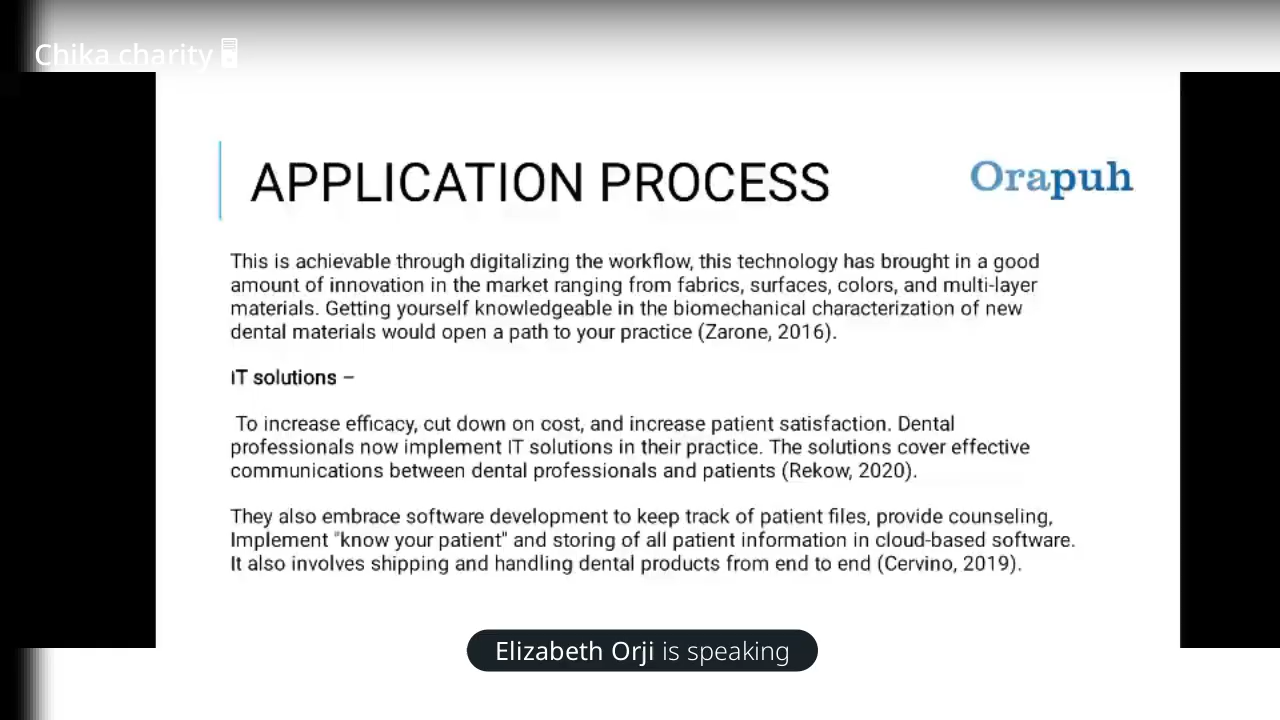 Chika charity
APPLICATION PROCESS
Orapuh
This is achievable through digitalizing the workflow, this technology has brought in a good
amount of innovation in the market ranging from fabrics, surfaces, colors, and multi-layer
materials. Getting yourself knowledgeable in the biomechanical characterization of new
dental materials would open a path to your practice (Zarone, 2016).
IT solutions –
To increase efficacy, cut down on cost, and increase patient satisfaction. Dental
professionals now implement IT solutions in their practice. The solutions cover effective
communications between dental professionals and patients (Rekow, 2020).
They also embrace software development to keep track of patient files, provide counseling,
Implement "know your patient" and storing of all patient information in cloud-based software.
It also involves shipping and handling dental products from end to end (Cervino, 2019).
Elizabeth Orji is speaking